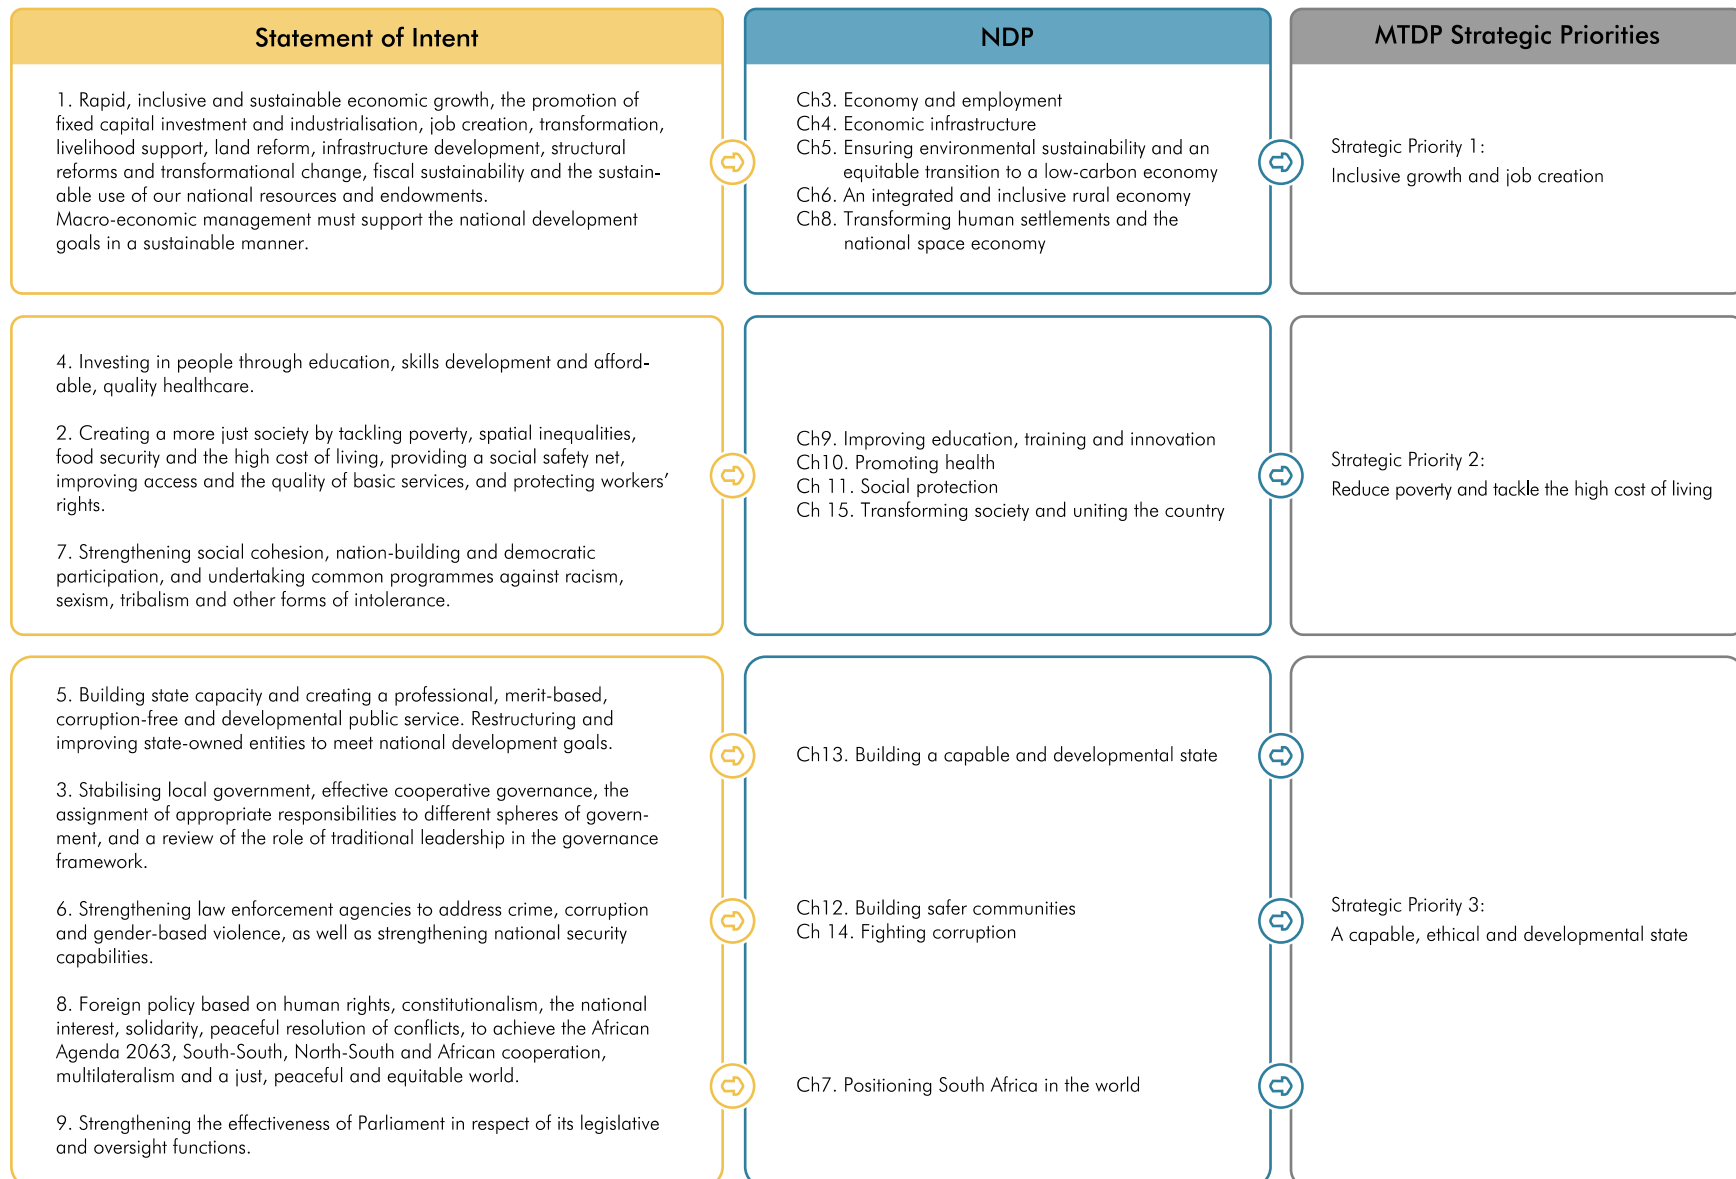 Statement of Intent
NDP
MTDP Strategic Priorities
1. Rapid, inclusive and sustainable economic growth, the promotion of
fixed capital investment and industrialisation, job creation, transformation,
livelihood support, land reform, infrastructure development, structural
reforms and transformational change, fiscal sustainability and the sustain-
able use of our national resources and endowments.
Macro-economic management must support the national development
goals in a sustainable manner.
Ch3. Economy and employment
Ch4. Economic infrastructure
Ch5. Ensuring environmental sustainability and an
equitable transition to a low-carbon economy
Ch6. An integrated and inclusive rural economy
Ch8. Transforming human settlements and the
national space economy
Strategic Priority 1:
Inclusive growth and job creation
4. Investing in people through education, skills development and afford-
able, quality healthcare.
2. Creating a more just society by tackling poverty, spatial inequalities,
food security and the high cost of living, providing a social safety net,
improving access and the quality of basic services, and protecting workers’
rights.
7. Strengthening social cohesion, nation-building and democratic
participation, and undertaking common programmes against racism,
sexism, tribalism and other forms of intolerance.
Ch9. Improving education, training and innovation
Ch10. Promoting health
Ch 11. Social protection
Ch 15. Transforming society and uniting the country
Strategic Priority 2:
Reduce poverty and tackle the high cost of living
5. Building state capacity and creating a professional, merit-based,
corruption-free and developmental public service. Restructuring and
improving state-owned entities to meet national development goals.
3. Stabilising local government, effective cooperative governance, the
assignment of appropriate responsibilities to different spheres of govern-
ment, and a review of the role of traditional leadership in the governance
framework.
6. Strengthening law enforcement agencies to address crime, corruption
and gender-based violence, as well as strengthening national security
capabilities.
8. Foreign policy based on human rights, constitutionalism, the national
interest, solidarity, peaceful resolution of conflicts, to achieve the African
Agenda 2063, South-South, North-South and African cooperation,
multilateralism and a just, peaceful and equitable world.
9. Strengthening the effectiveness of Parliament in respect of its legislative
and oversight functions.
Ch13. Building a capable and developmental state
Ch12. Building safer communities
Ch 14. Fighting corruption
Ch7. Positioning South Africa in the world
Strategic Priority 3:
A capable, ethical and developmental state